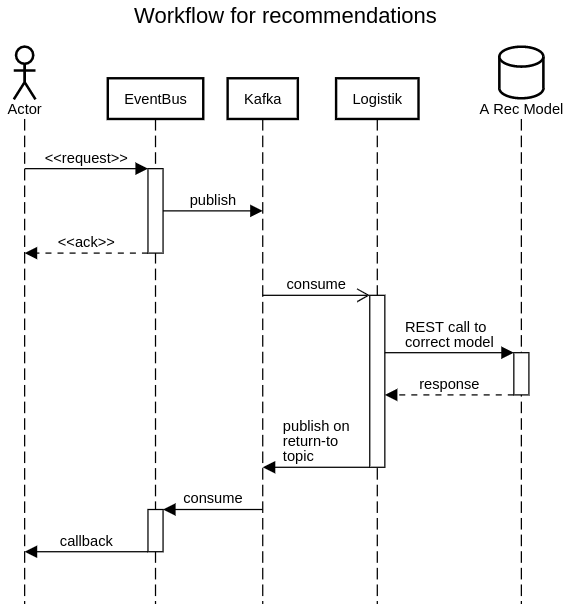 Workflow for recommendations
Actor
EventBus
Kafka
Logistik
A Rec Model
<<request>>
publish
<<ack>>
consume
REST call to
correct model
response
publish on
return-to
topic
consume
callback